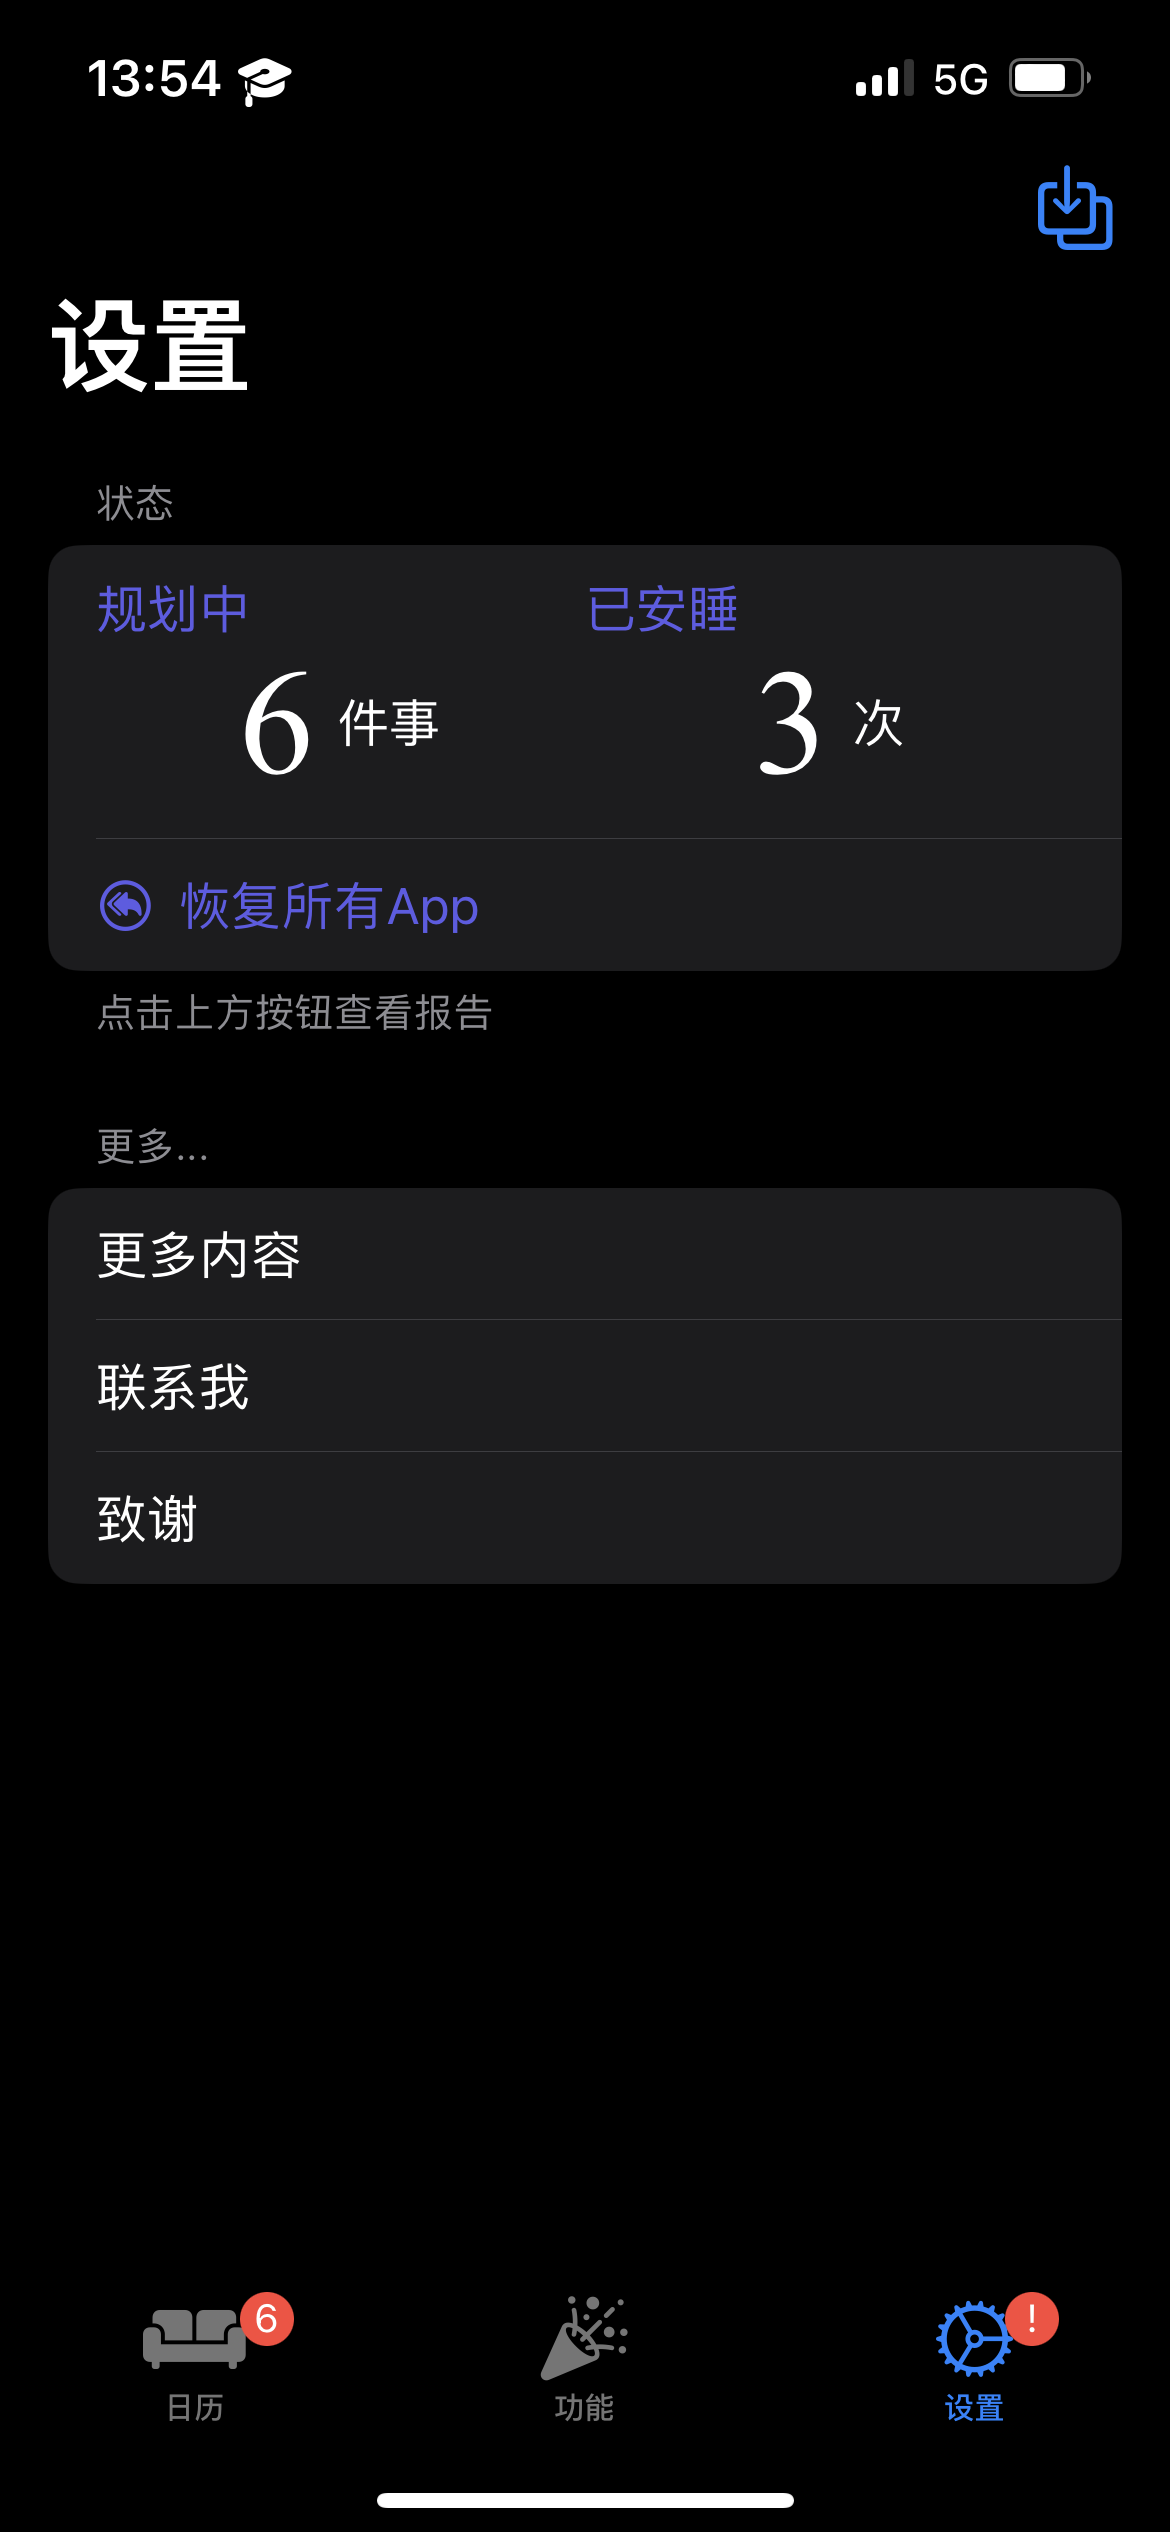 13:54
5G
设置
状态
规划中 已安睡
6 件事 3 次
恢复所有App
点击上方按钮查看报告
更多...
更多内容
联系我
致谢
6 !
日历 功能 设置